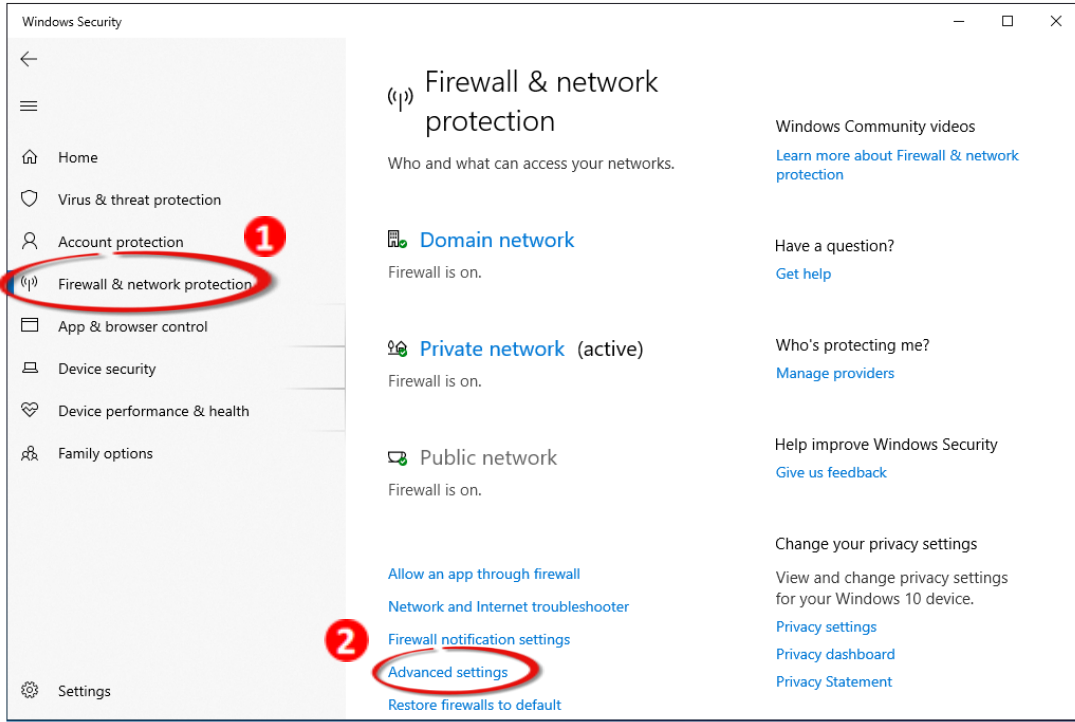 Windows Security
Home
Virus & threat protection
Account protection
1
Firewall & network protection
App & browser control
Device security
Device performance & health
Family options
Settings
Firewall & network
protection
Who and what can access your networks.
Domain network
Firewall is on.
Private network (active)
Firewall is on.
Public network
Firewall is on.
Allow an app through firewall
Network and Internet troubleshooter
2
Firewall notification settings
Advanced settings
Restore firewalls to default
Windows Community videos
Learn more about Firewall & network
protection
Have a question?
Get help
Who's protecting me?
Manage providers
Help improve Windows Security
Give us feedback
Change your privacy settings
View and change privacy settings
for your Windows 10 device.
Privacy settings
Privacy dashboard
Privacy Statement